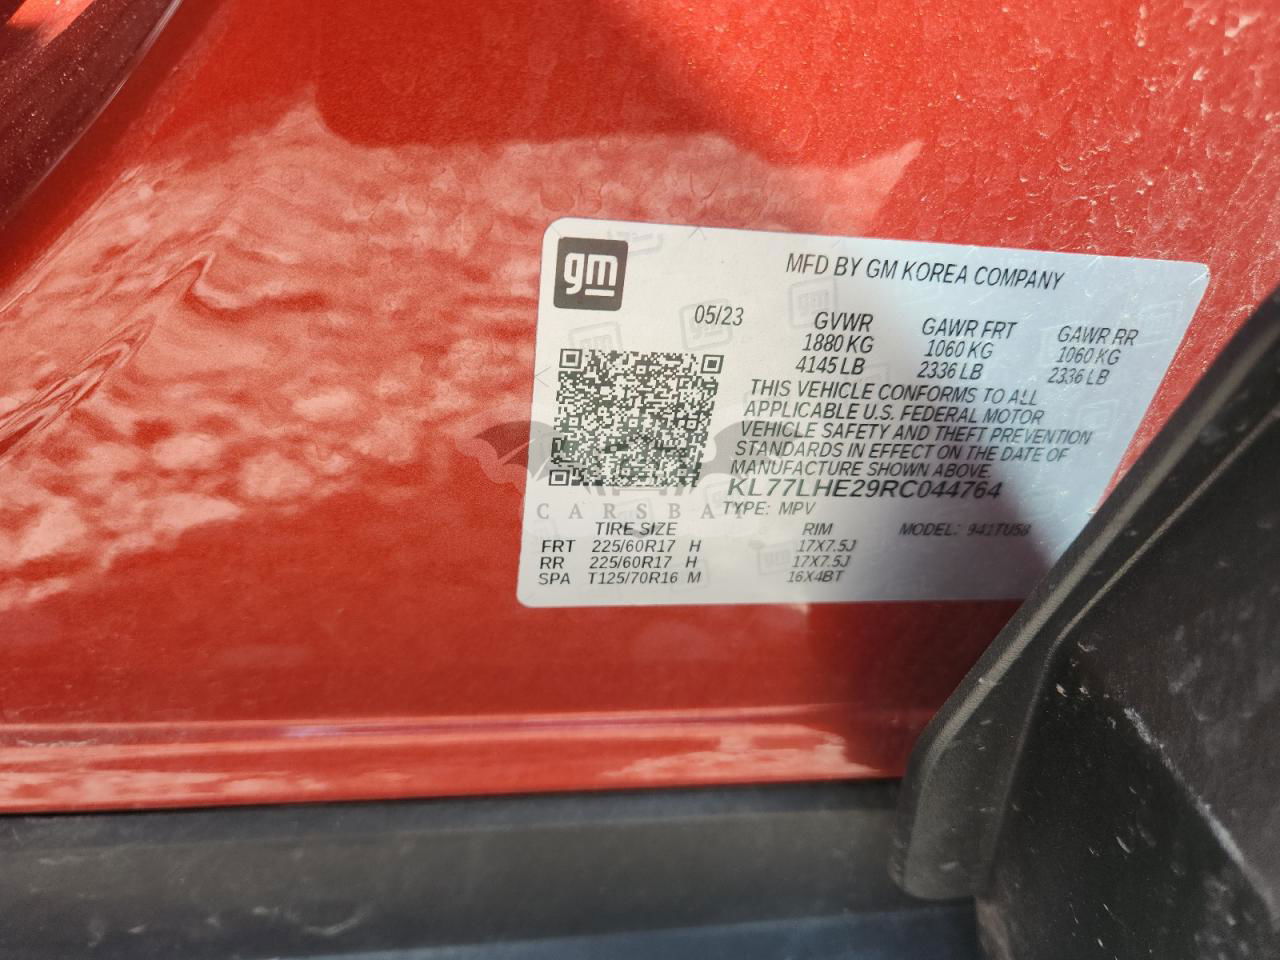 gm
MFD BY GM KOREA COMPANY
05/23
GVWR GAWR FRT GAWR RR
1880 KG 1060 KG 1060 KG
4145 LB 2336 LB 2336 LB
THIS VEHICLE CONFORMS TO ALL
APPLICABLE U.S. FEDERAL MOTOR
VEHICLE SAFETY AND THEFT PREVENTION
STANDARDS IN EFFECT ON THE DATE OF
MANUFACTURE SHOWN ABOVE.
KL77LHE29RC044764
CARSBAT
TYPE: MPV
TIRE SIZE RIM MODEL: 941TU58
FRT 225/60R17 H 17X7.5J
RR 225/60R17 H 17X7.5J
SPA T125/70R16 M 16X4BT